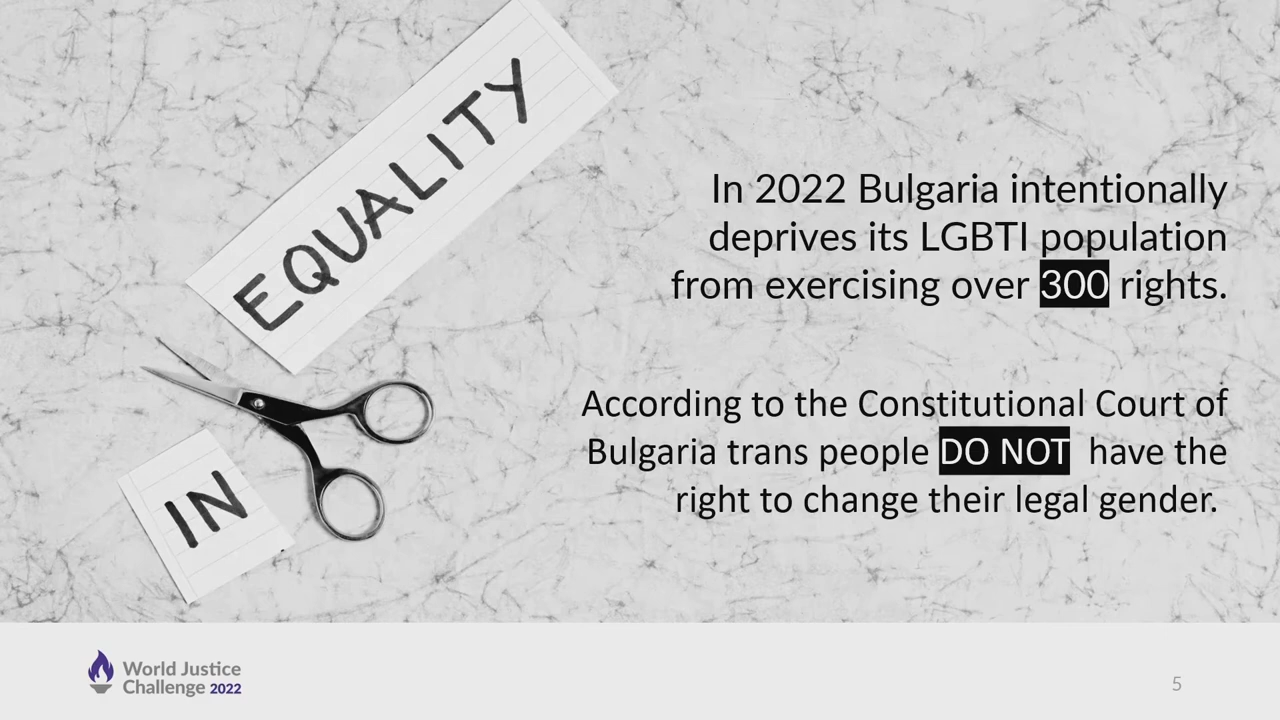 EQUALITY
IN
In 2022 Bulgaria intentionally
deprives its LGBTI population
from exercising over 300 rights.
According to the Constitutional Court of
Bulgaria trans people DO NOT have the
right to change their legal gender.
World Justice
Challenge 2022
5